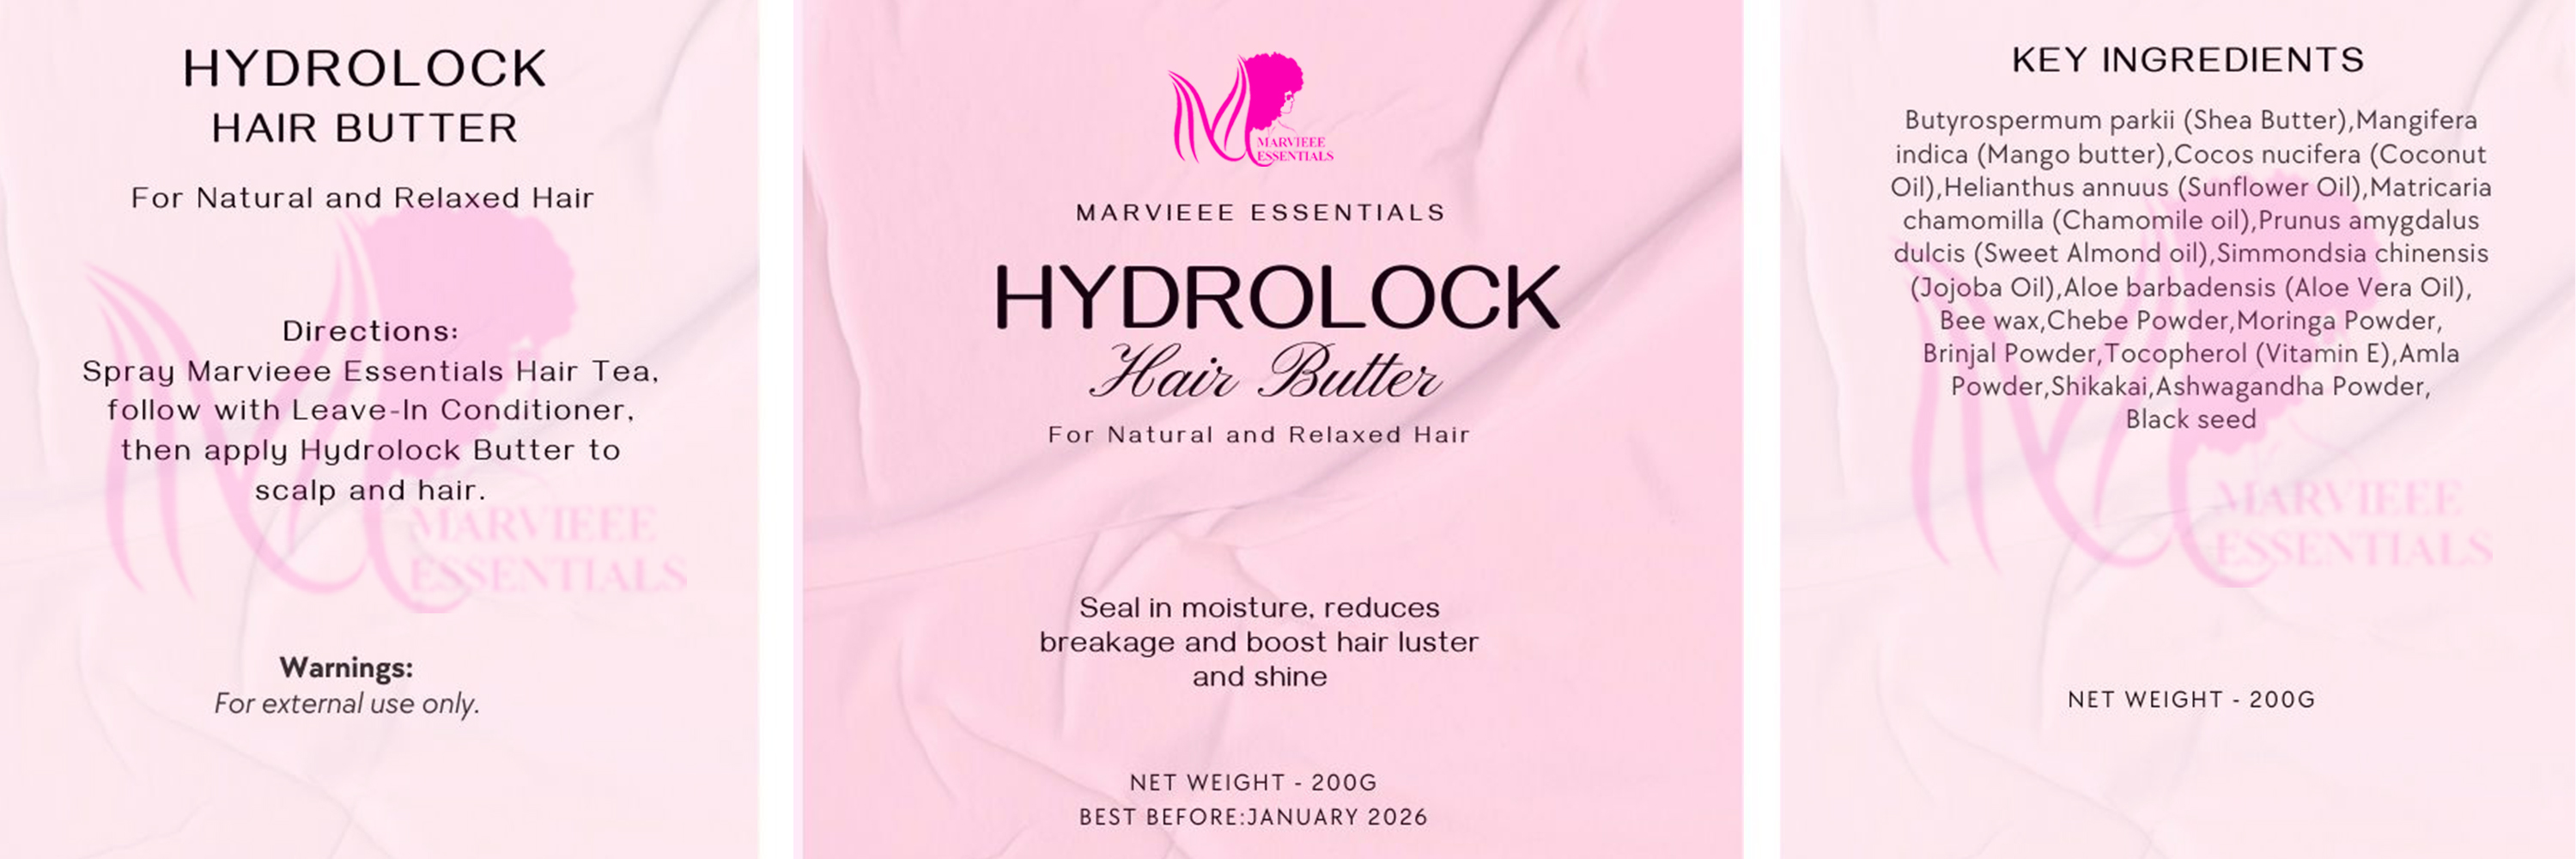 HYDROLOCK
HAIR BUTTER
For Natural and Relaxed Hair
Directions:
Spray Marvieee Essentials Hair Tea,
follow with Leave-In Conditioner,
then apply Hydrolock Butter to
scalp and hair.
MARVIEEE
ESSENTIALS
Warnings:
For external use only.
MARVIEEE
ESSENTIALS
MARVIEEE ESSENTIALS
HYDROLOCK
Hair Butter
For Natural and Relaxed Hair
Seal in moisture, reduces
breakage and boost hair luster
and shine
NET WEIGHT - 200G
BEST BEFORE:JANUARY 2026
KEY INGREDIENTS
Butyrospermum parkii (Shea Butter),Mangifera
indica (Mango butter),Cocos nucifera (Coconut
Oil),Helianthus annuus (Sunflower Oil),Matricaria
chamomilla (Chamomile oil),Prunus amygdalus
dulcis (Sweet Almond oil),Simmondsia chinensis
(Jojoba Oil),Aloe barbadensis (Aloe Vera Oil),
Bee wax,Chebe Powder,Moringa Powder,
Brinjal Powder,Tocopherol (Vitamin E),Amla
Powder,Shikakai,Ashwagandha Powder,
Black seed
MARVIEEE
ESSENTIALS
NET WEIGHT - 200G